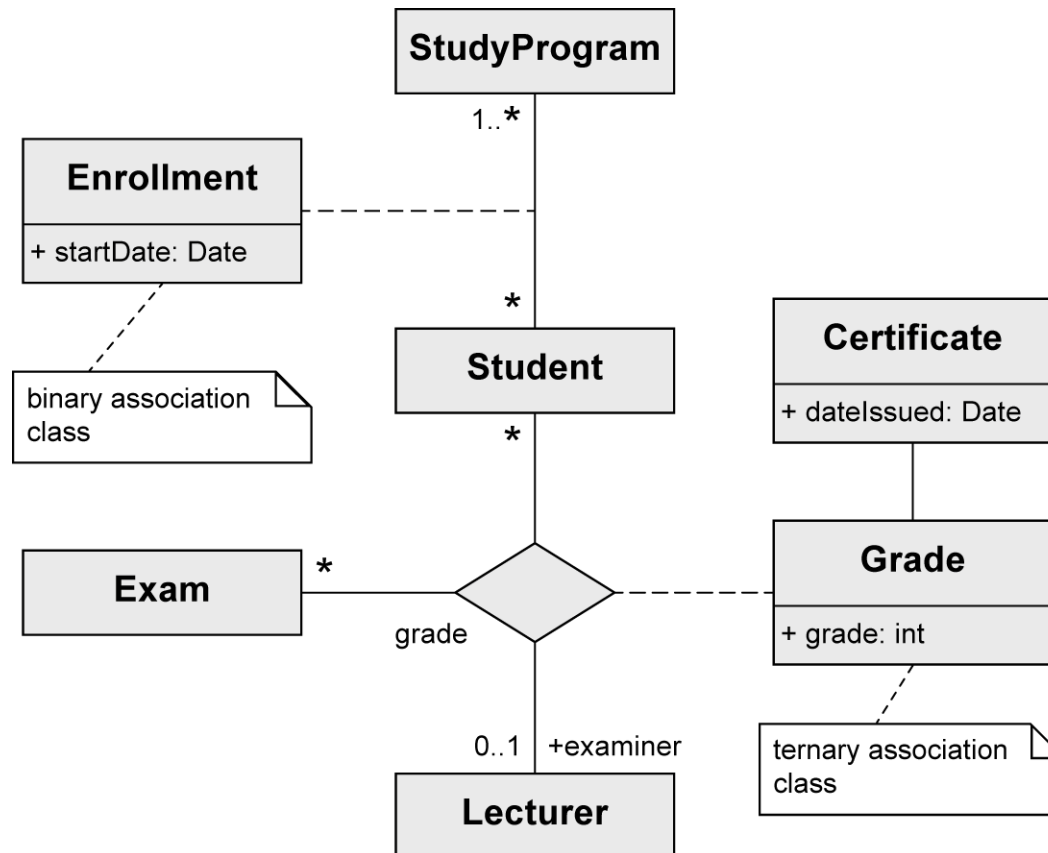 StudyProgram
1..*
Enrollment
+ startDate: Date
*
Student
*
binary association
class
Certificate
+ dateIssued: Date
Exam
*
grade
Grade
+ grade: int
0..1 +examiner
Lecturer
ternary association
class